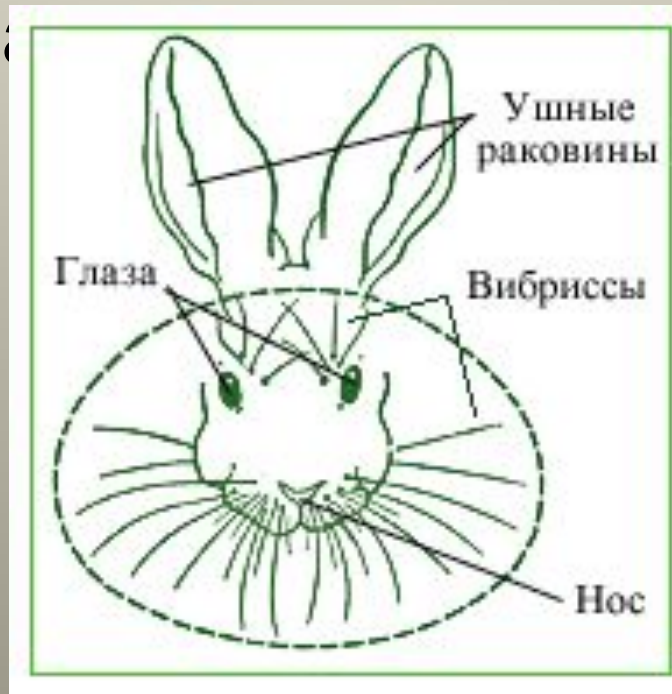 Ушные
раковины
Глаза
Вибриссы
Нос